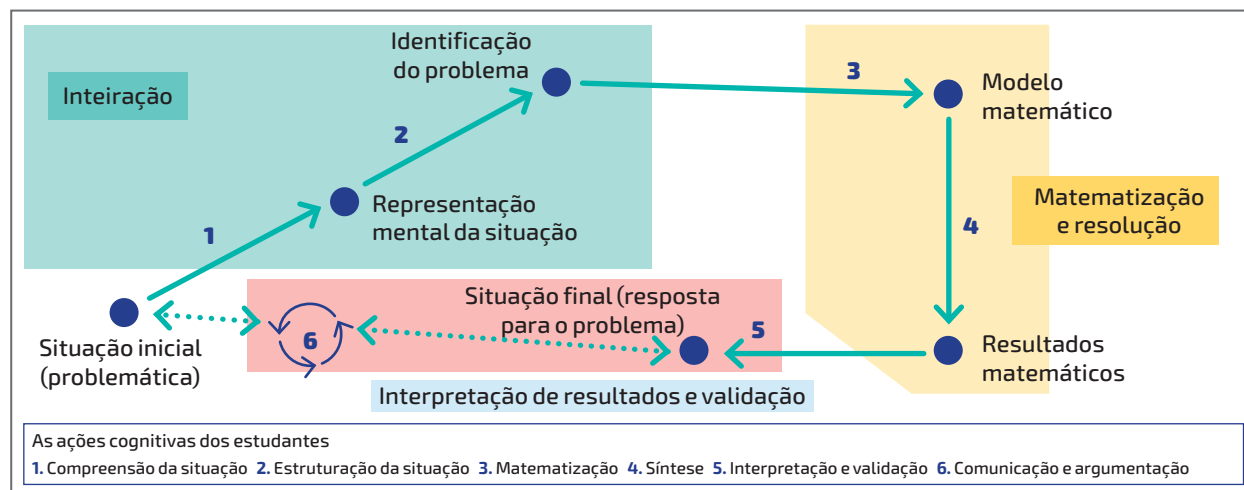 Identificação
do problema
Inteiração
3
Modelo
matemático
2
Representação
mental da situação
1
Matematização
e resolução
4
Situação final (resposta
para o problema)
6
5
Situação inicial
(problemática)
Resultados
matemáticos
Interpretação de resultados e validação
As ações cognitivas dos estudantes
1. Compreensão da situação 2. Estruturação da situação 3. Matematização 4. Síntese 5. Interpretação e validação 6. Comunicação e argumentação